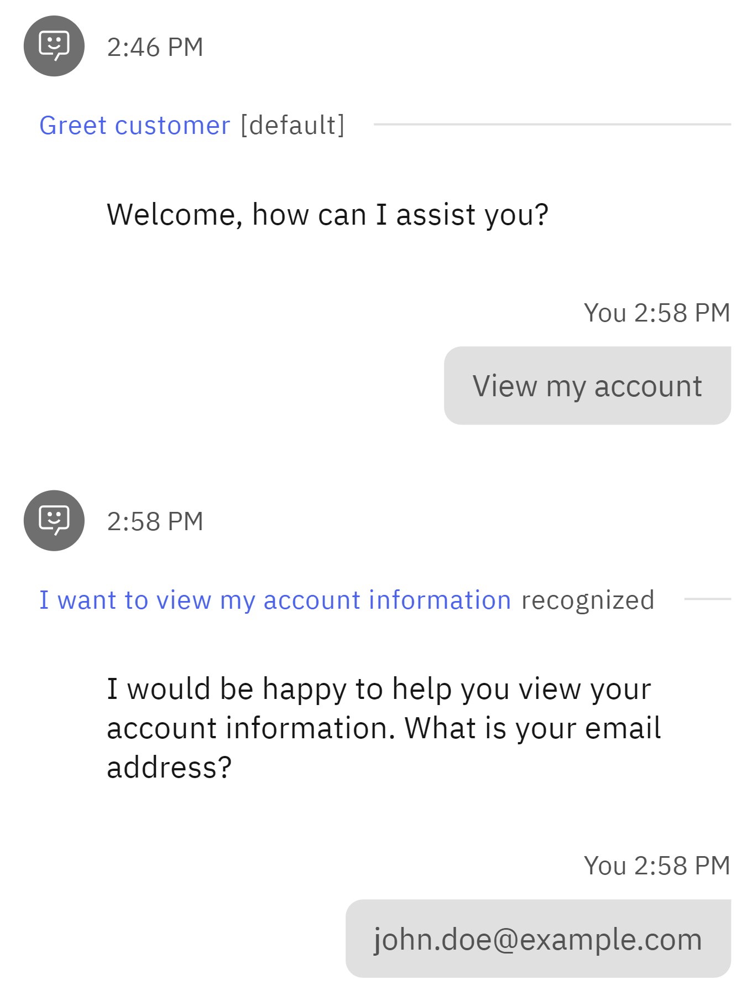 2:46 PM
Greet customer [default]
Welcome, how can I assist you?
You 2:58 PM
View my account
2:58 PM
I want to view my account information recognized
I would be happy to help you view your
account information. What is your email
address?
You 2:58 PM
john.doe@example.com